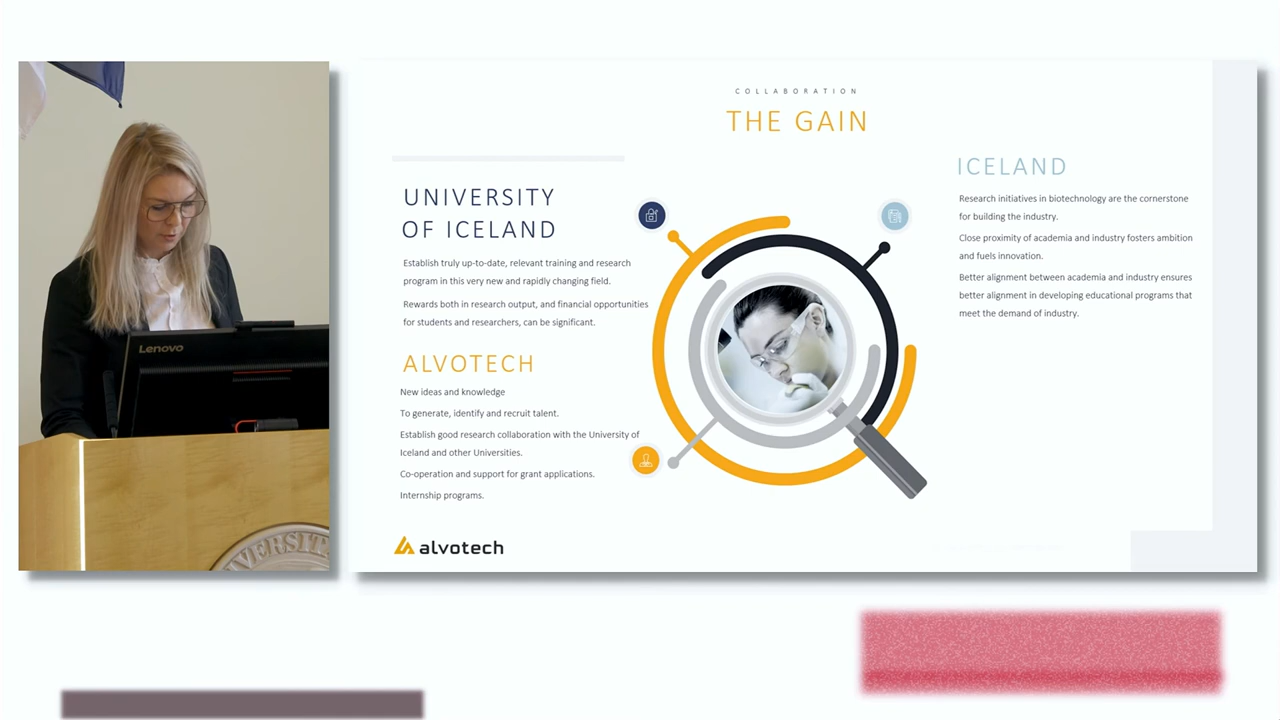 COLLABORATION
THE GAIN
UNIVERSITY
OF ICELAND
Establish truly up-to-date, relevant training and research
program in this very new and rapidly changing field.
Rewards both in research output, and financial opportunities
for students and researchers, can be significant.
ALVOTECH
New ideas and knowledge
To generate, identify and recruit talent.
Establish good research collaboration with the University of
Iceland and other Universities.
Co-operation and support for grant applications.
Internship programs.
alvotech
ICELAND
Research initiatives in biotechnology are the cornerstone
for building the industry.
Close proximity of academia and industry fosters ambition
and fuels innovation.
Better alignment between academia and industry ensures
better alignment in developing educational programs that
meet the demand of industry.
Lenovo
VERSIT